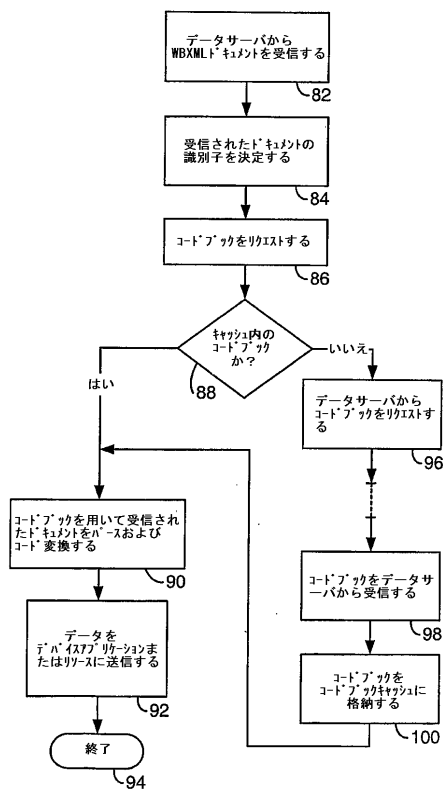 データサーバから
WBXMLドキュメントを受信する
82
受信されたドキュメントの
識別子を決定する
84
コードブックをリクエストする
86
キャッシュ内の
コードブック
か？
88
はい
いいえ
データサーバから
コードブックをリクエストす
る
96
コードブックを用いて受信され
たドキュメントをパースおよび
コード変換する
90
コードブックをデータサ
ーバから受信する
98
データを
デバイスアプリケーションま
たはリソースに送信する
92
コードブックを
コードブックキャッシュに
格納する
100
終了
94